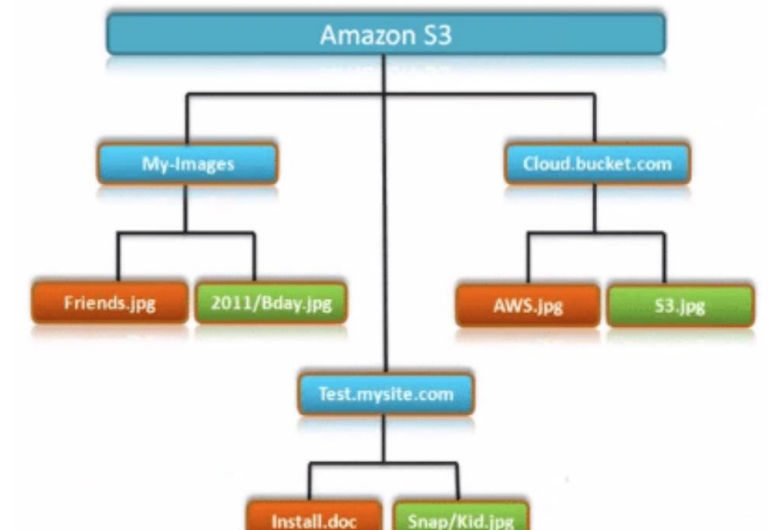 Amazon S3
My-Images
Cloud.bucket.com
Friends.jpg
2011/Bday.jpg
AWS.jpg
S3.jpg
Test.mysite.com
Install.doc
Snap/Kid.jpg